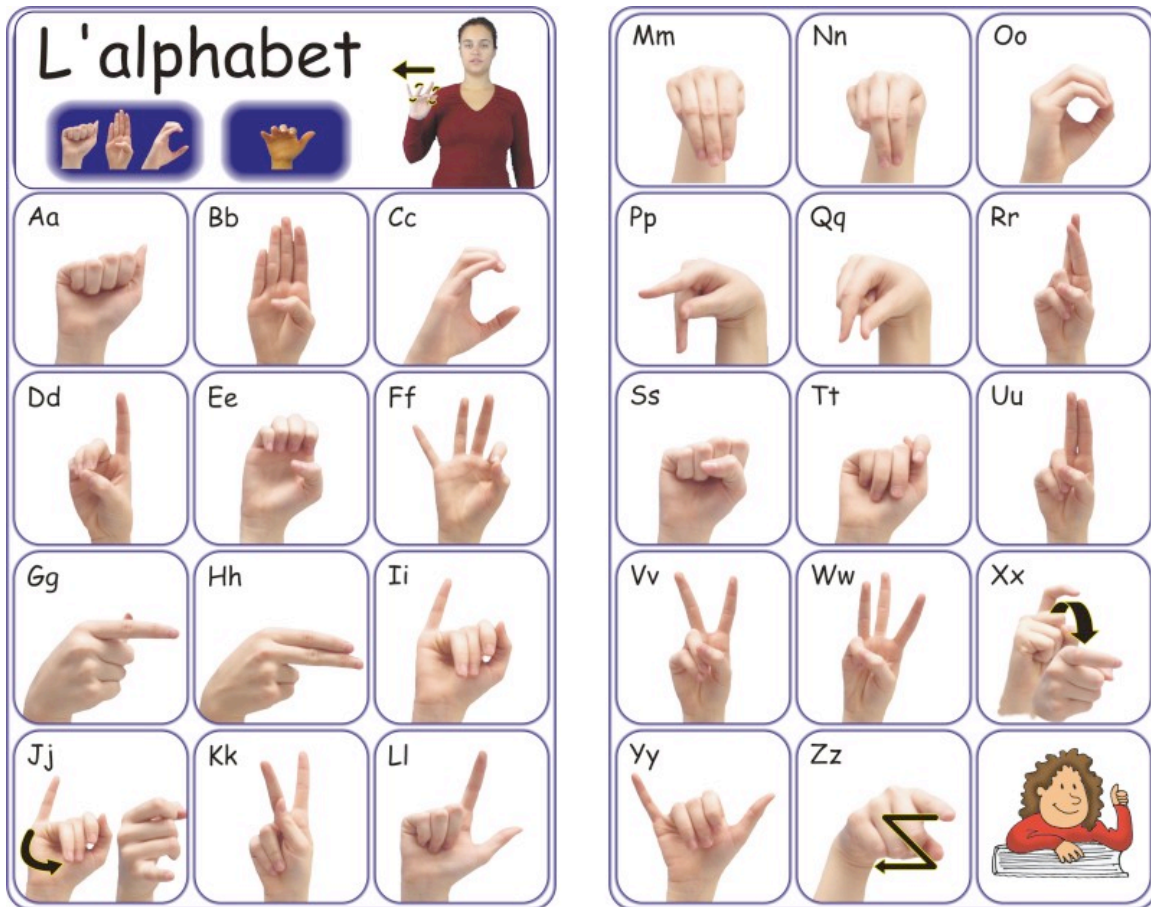 L'alphabet
Aa Bb Cc
Dd Ee Ff
Gg Hh Ii
Jj Kk Ll
Mm Nn Oo
Pp Qq Rr
Ss Tt Uu
Vv Ww Xx
Yy Zz